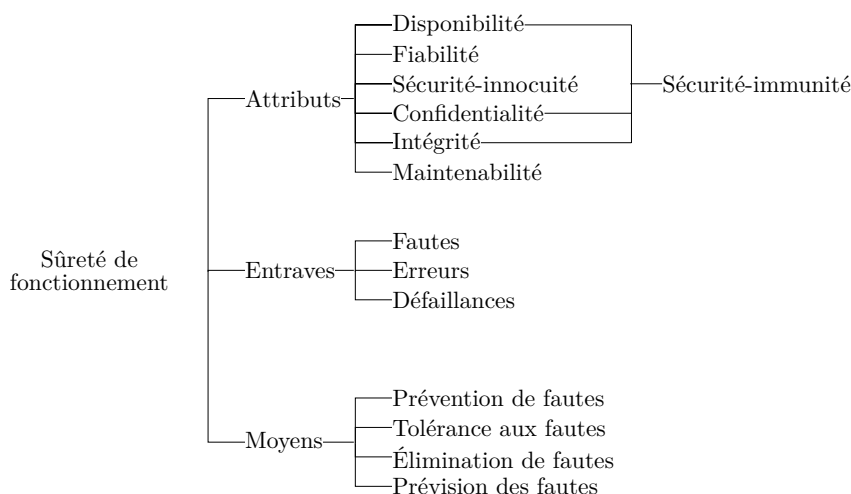 Disponibilité
Fiabilité
Sécurité-innocuité
Sécurité-immunité
Attributs
Confidentialité
Intégrité
Maintenabilité
Sûreté de
fonctionnement
Fautes
Entraves
Erreurs
Défaillances
Prévention de fautes
Tolérance aux fautes
Moyens
Élimination de fautes
Prévision des fautes